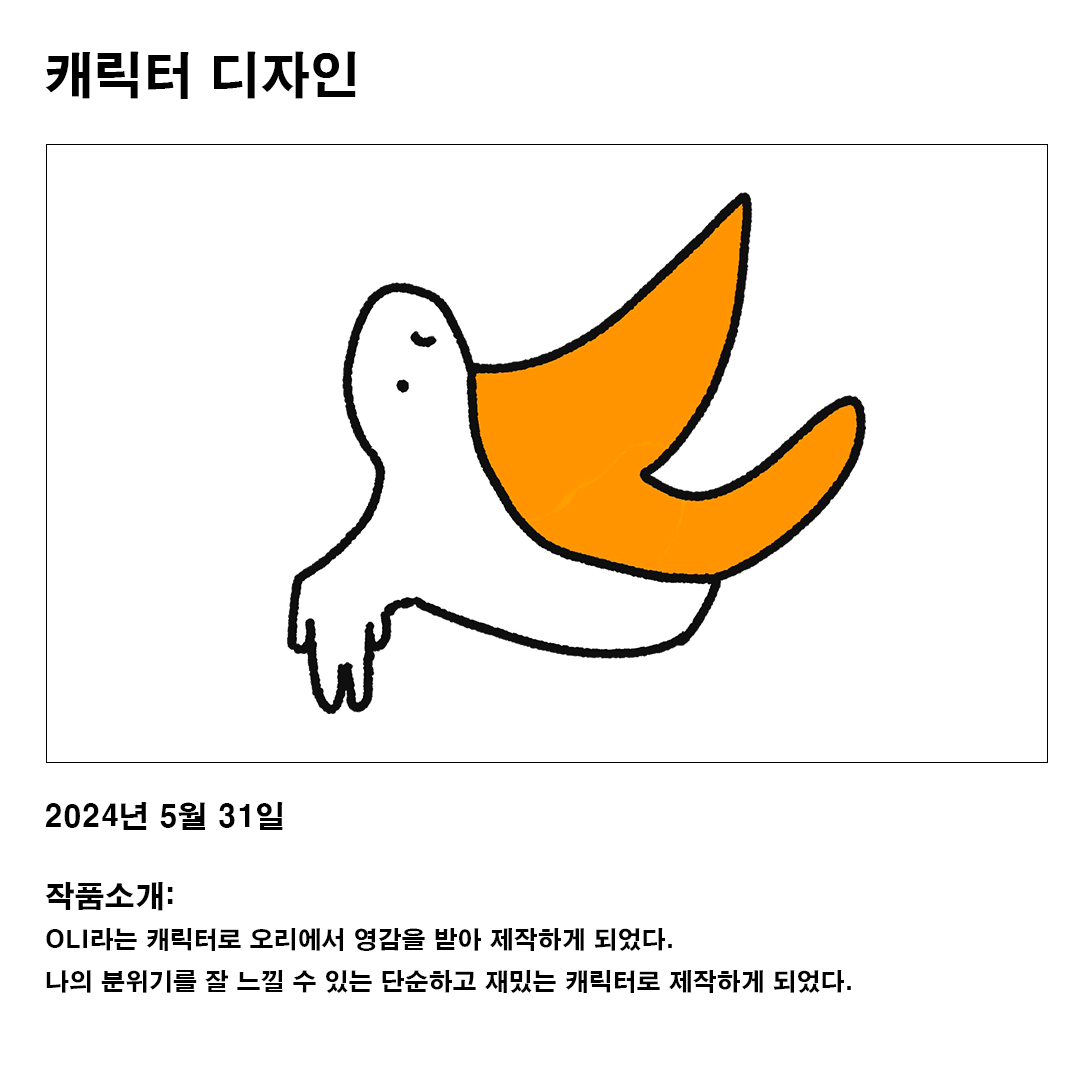 캐릭터 디자인
2024년 5월 31일
작품소개:
OLI라는 캐릭터로 오리에서 영감을 받아 제작하게 되었다.
나의 분위기를 잘 느낄 수 있는 단순하고 재밌는 캐릭터로 제작하게 되었다.